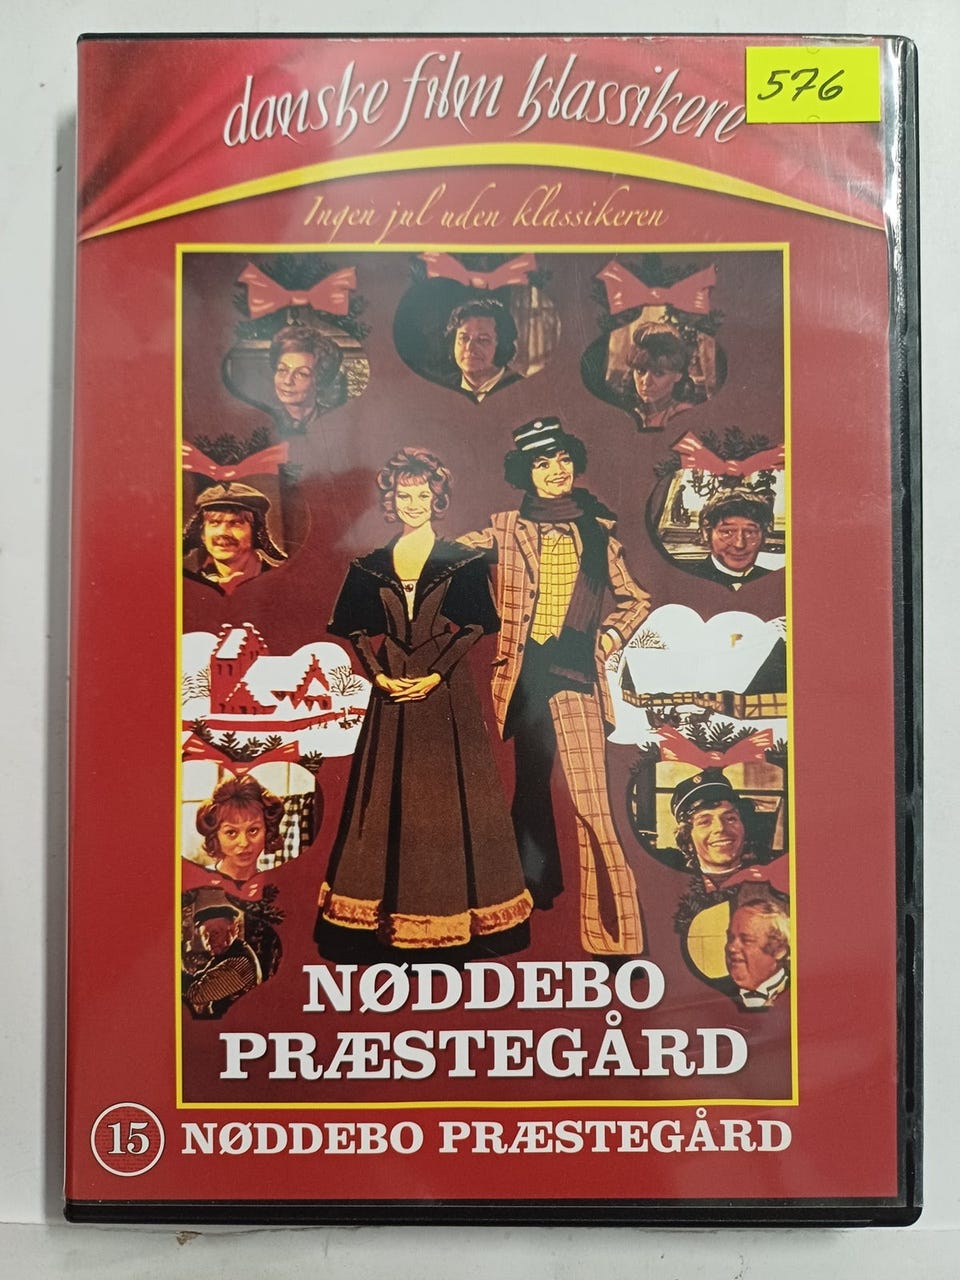 danske film klassikere
576
Ingen jul uden klassikeren
NØDDEBO
PRÆSTEGÅRD
15 NØDDEBO PRÆSTEGÅRD